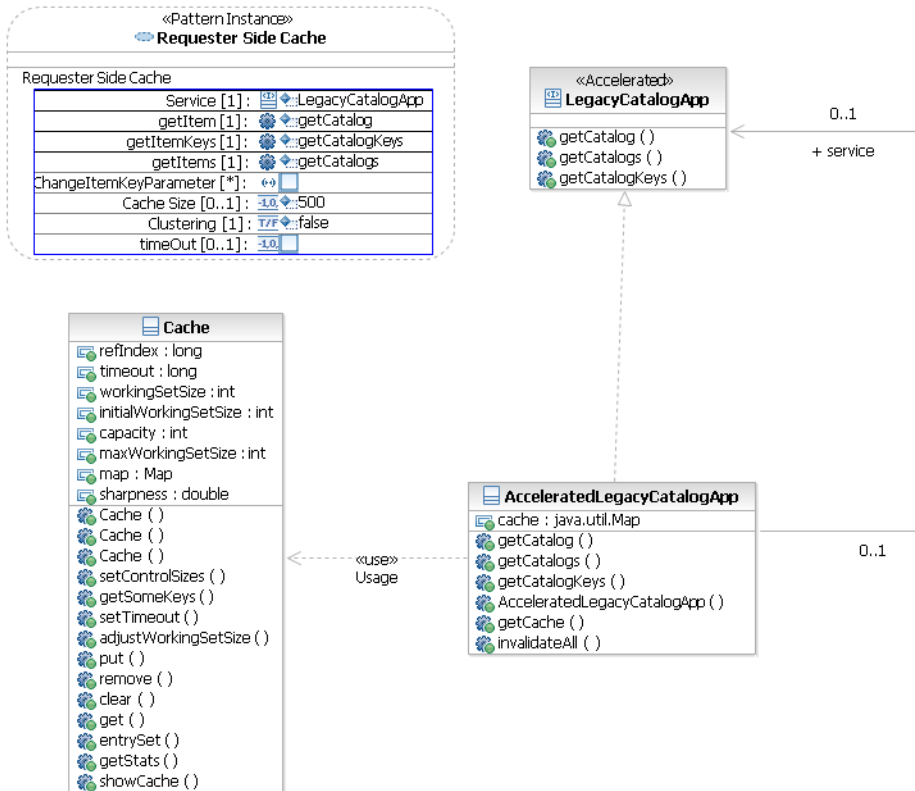 «Pattern Instance»
Requester Side Cache
Requester Side Cache
Service [1] : LegacyCatalogApp
getItem [1] : getCatalog
getItemKeys [1] : getCatalogKeys
getItems [1] : getCatalogs
ChangeItemKeyParameter [*] :
Cache Size [0..1] : -1,0, 500
Clustering [1] : T/F false
timeOut [0..1] : -1,0,
«Accelerated»
LegacyCatalogApp
getCatalog ( )
getCatalogs ( )
getCatalogKeys ( )
0..1
+ service
Cache
refIndex : long
timeout : long
workingSetSize : int
initialWorkingSetSize : int
capacity : int
maxWorkingSetSize : int
map : Map
sharpness : double
Cache ( )
Cache ( )
Cache ( )
setControlSizes ( )
getSomeKeys ( )
setTimeout ( )
adjustWorkingSetSize ( )
put ( )
remove ( )
clear ( )
get ( )
entrySet ( )
getStats ( )
showCache ( )
«use»
Usage
AcceleratedLegacyCatalogApp
cache : java.util.Map
getCatalog ( )
getCatalogs ( )
getCatalogKeys ( )
AcceleratedLegacyCatalogApp ( )
getCache ( )
invalidateAll ( )
0..1